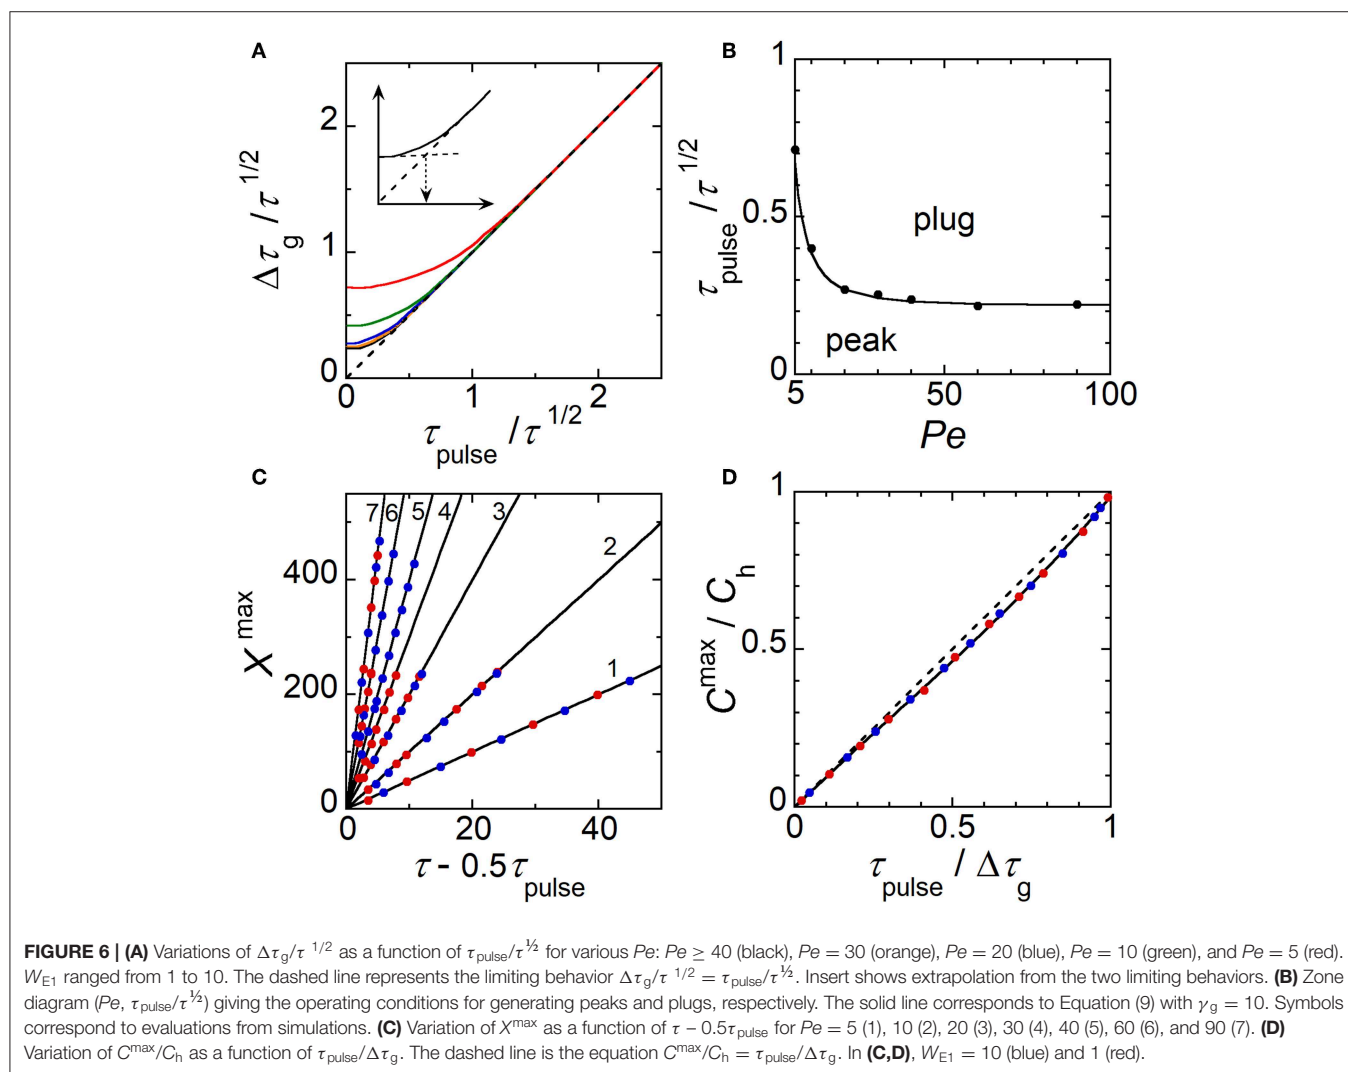 A
Δτg/τ 1/2
2
1
0
0
1
2
τpulse/τ 1/2
B
τpulse/τ 1/2
1
0.5
0
plug
peak
5
50
100
Pe
C
Xmax
400
200
0
7
6
5
4
3
2
1
0
20
40
τ - 0.5τpulse
D
Cmax/Ch
1
0.5
0
0
0.5
1
τpulse/Δτg
FIGURE 6 | (A) Variations of Δτg/τ 1/2 as a function of τpulse/τ½ for various Pe: Pe ≥ 40 (black), Pe = 30 (orange), Pe = 20 (blue), Pe = 10 (green), and Pe = 5 (red).
WE1 ranged from 1 to 10. The dashed line represents the limiting behavior Δτg/τ 1/2 = τpulse/τ½. Insert shows extrapolation from the two limiting behaviors. (B) Zone
diagram (Pe, τpulse/τ½) giving the operating conditions for generating peaks and plugs, respectively. The solid line corresponds to Equation (9) with γg = 10. Symbols
correspond to evaluations from simulations. (C) Variation of Xmax as a function of τ − 0.5τpulse for Pe = 5 (1), 10 (2), 20 (3), 30 (4), 40 (5), 60 (6), and 90 (7). (D)
Variation of Cmax/Ch as a function of τpulse/Δτg. The dashed line is the equation Cmax/Ch = τpulse/Δτg. In (C,D), WE1 = 10 (blue) and 1 (red).